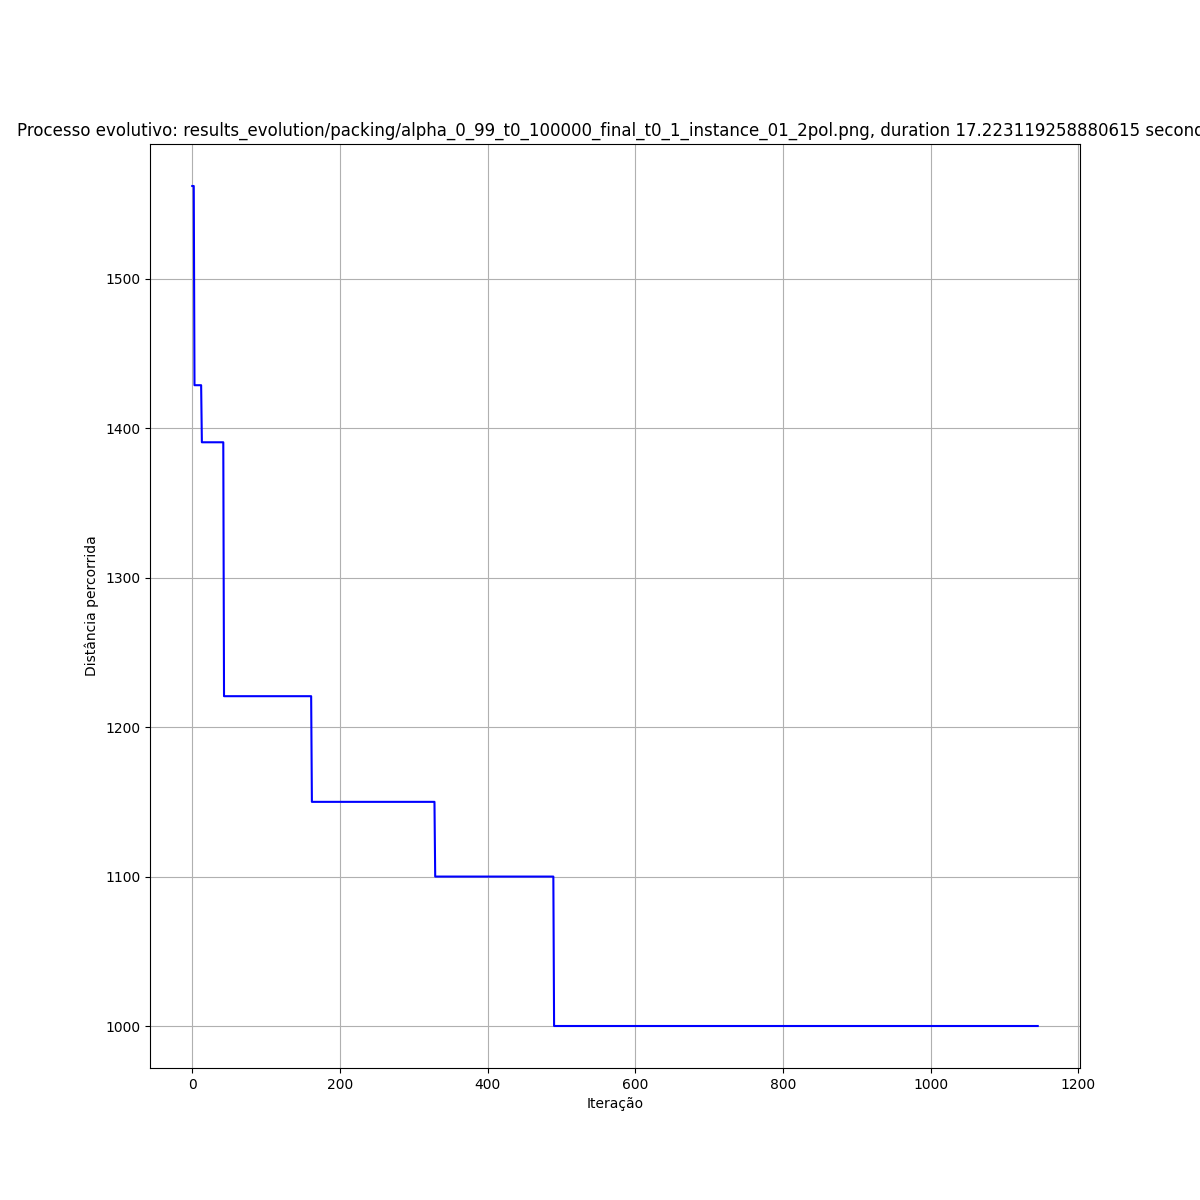 Processo evolutivo: results_evolution/packing/alpha_0_99_t0_100000_final_t0_1_instance_01_2pol.png, duration 17.223119258880615 secon
Distância percorrida
1500
1400
1300
1200
1100
1000
0 200 400 600 800 1000 1200
Iteração